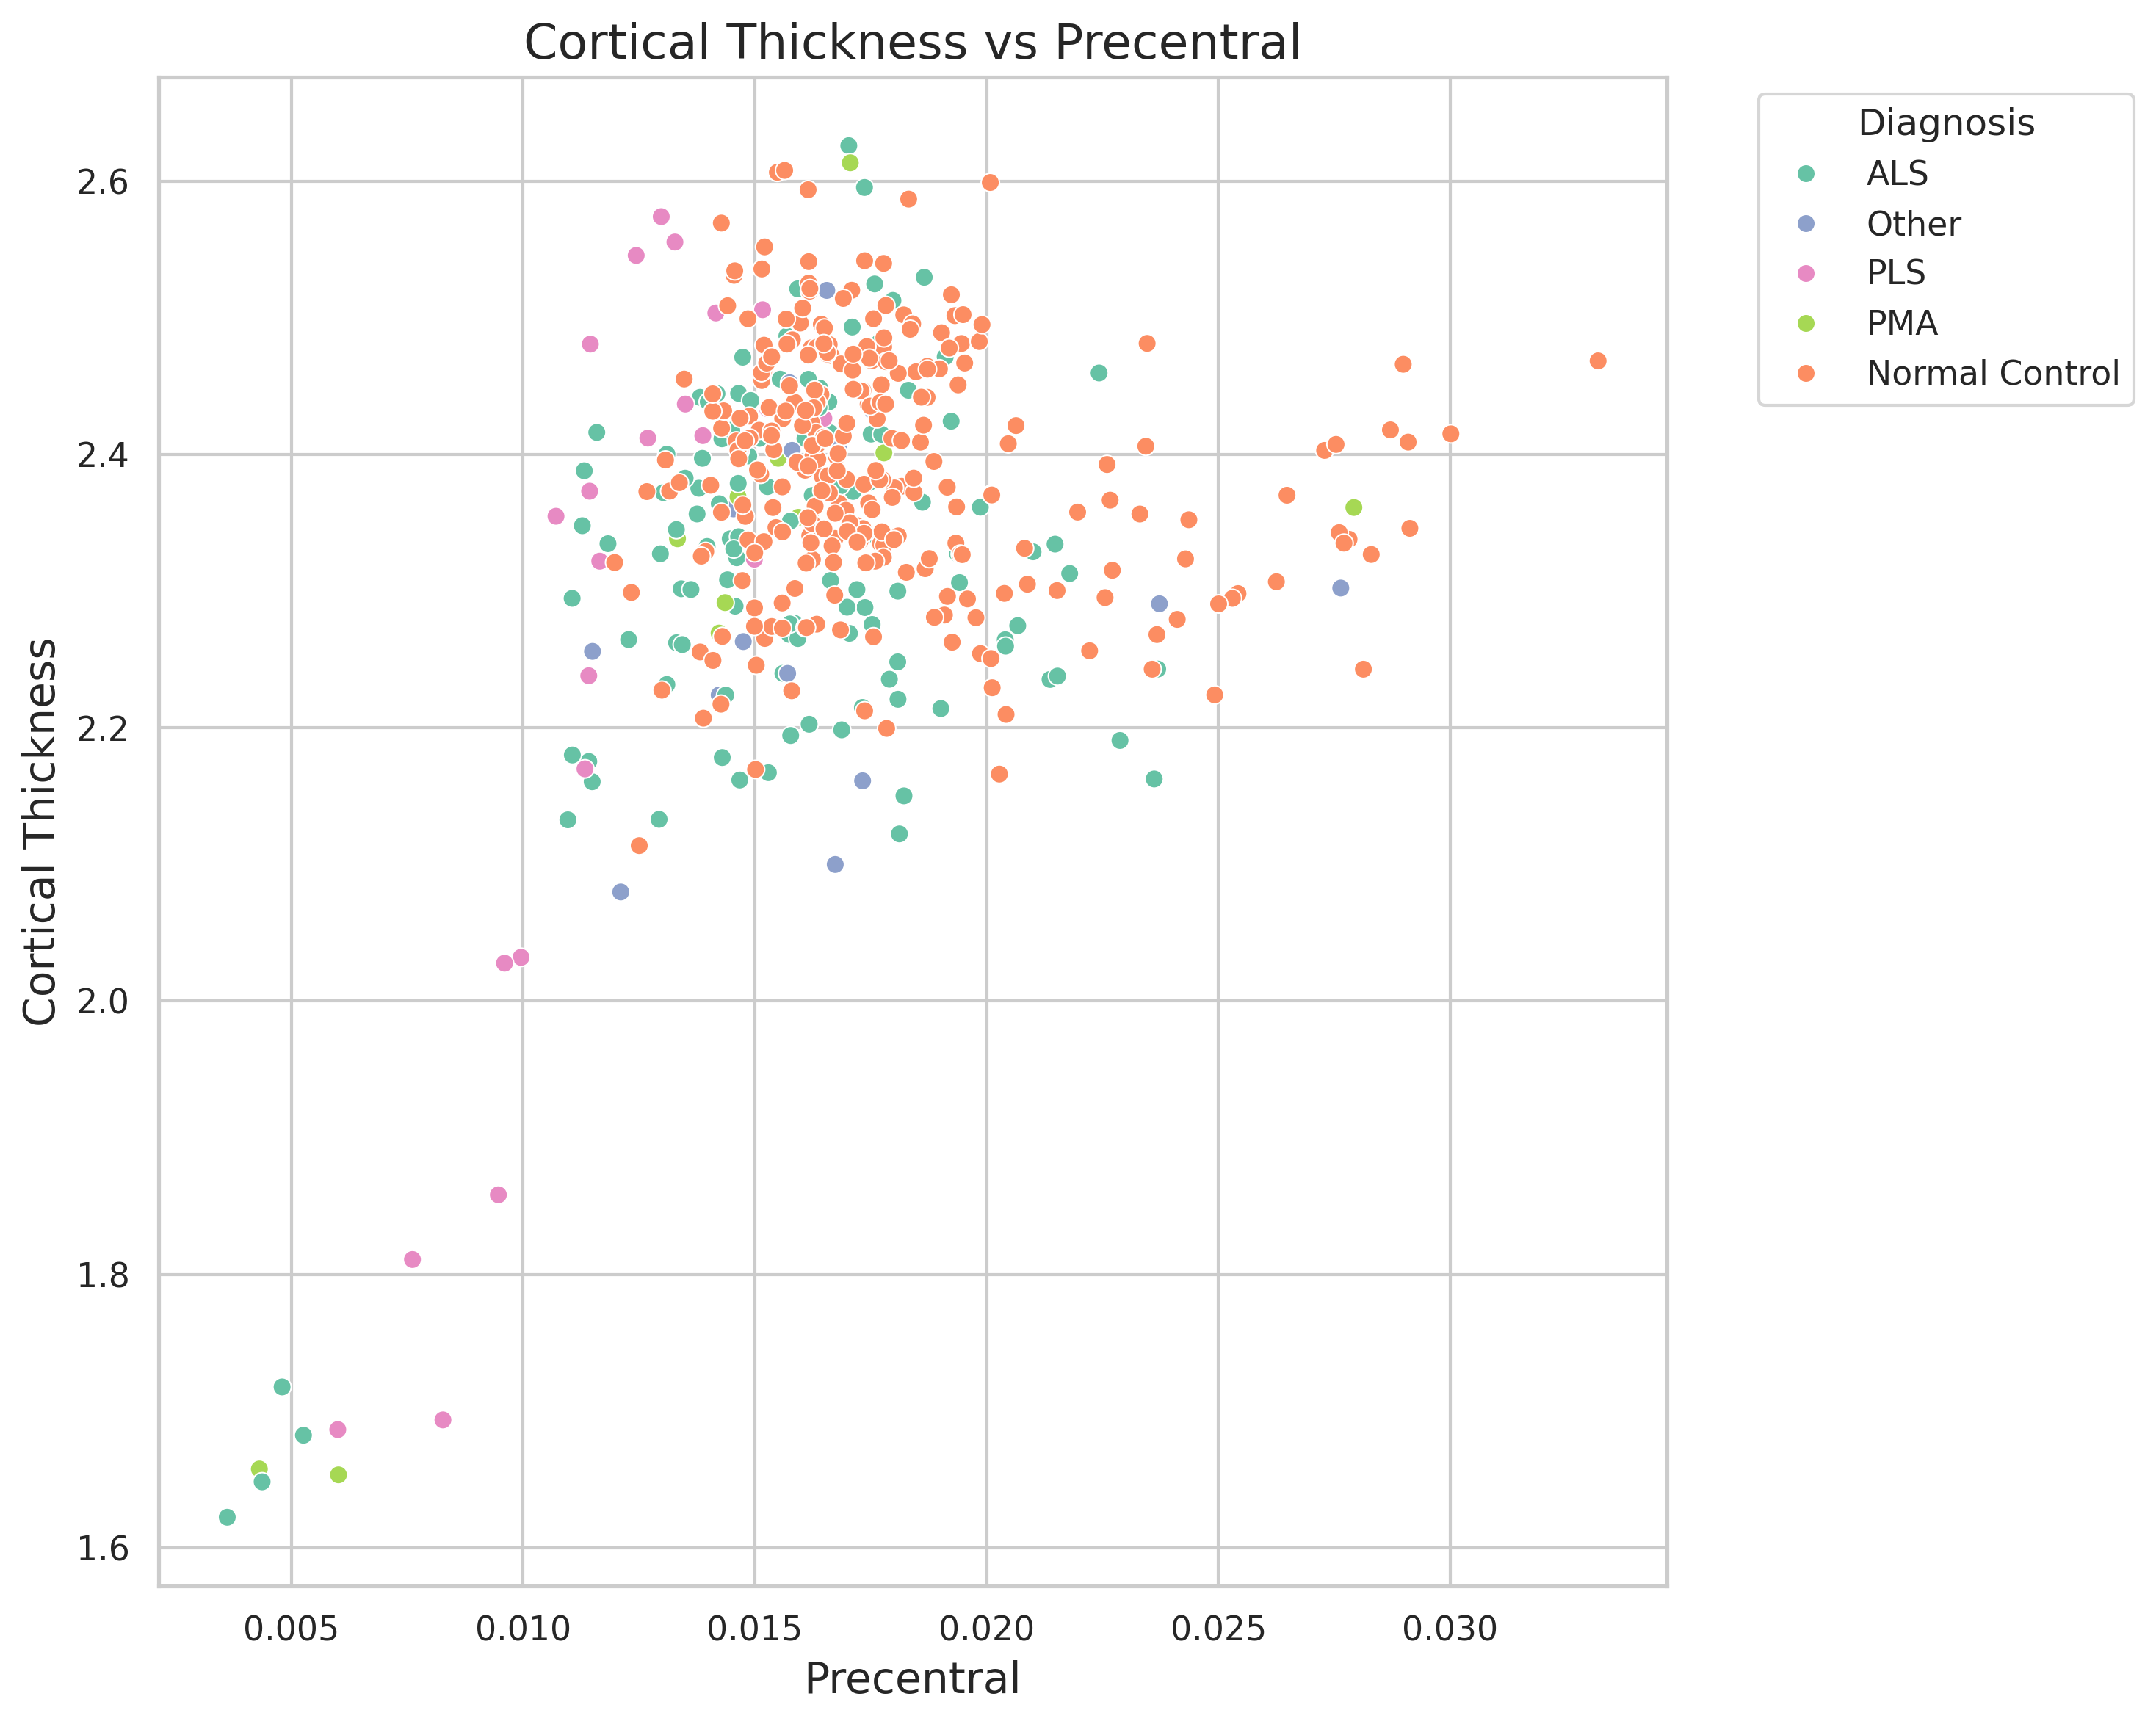 Cortical Thickness vs Precentral
Diagnosis
ALS
Other
PLS
PMA
Normal Control
Cortical Thickness
2.6
2.4
2.2
2.0
1.8
1.6
0.005 0.010 0.015 0.020 0.025 0.030
Precentral